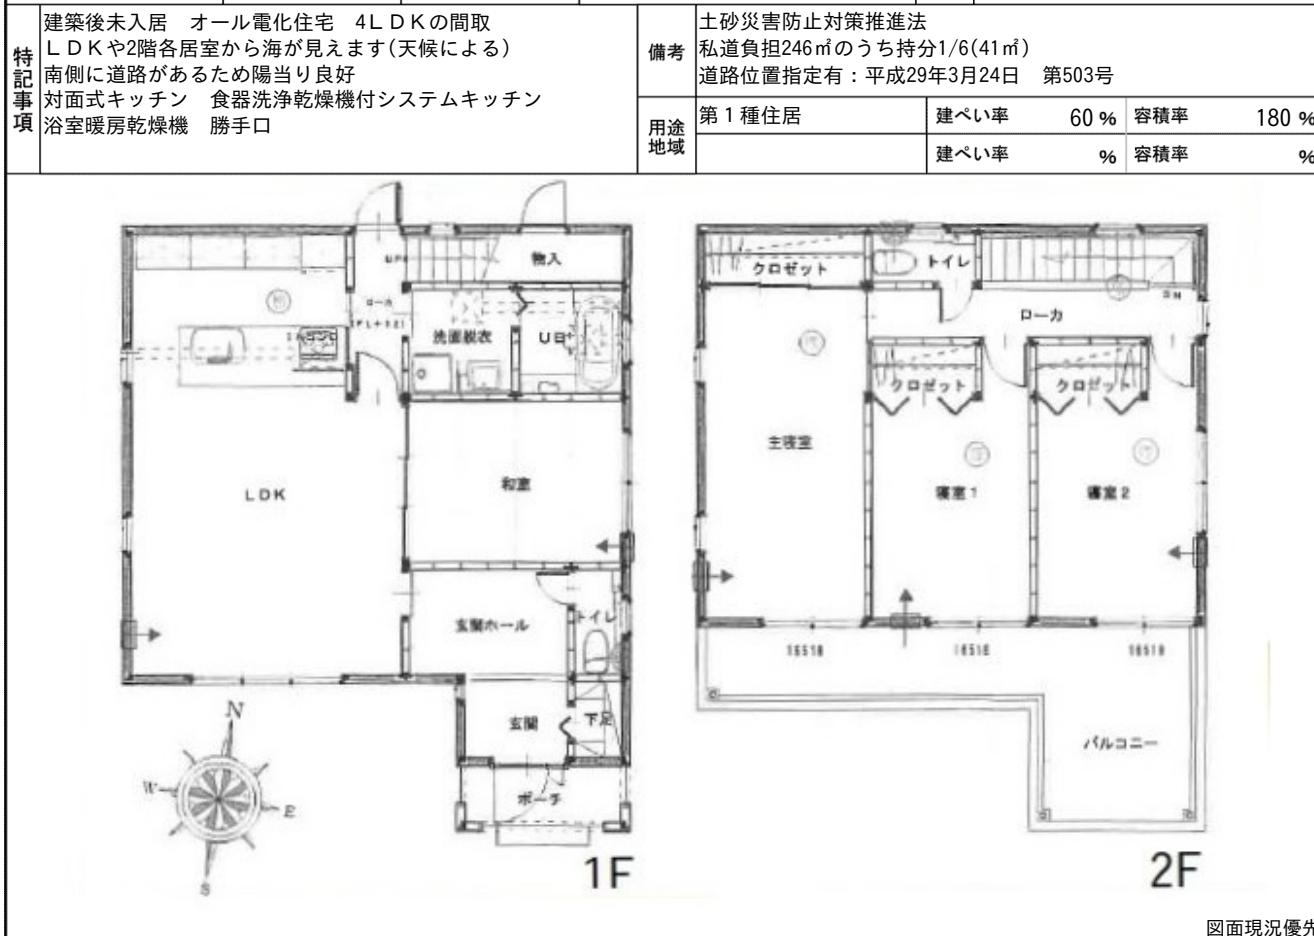 特記事項
建築後未入居　オール電化住宅　4ＬＤＫの間取
ＬＤＫや2階各居室から海が見えます(天候による)
南側に道路があるため陽当り良好
対面式キッチン　食器洗浄乾燥機付システムキッチン
浴室暖房乾燥機　勝手口
備考
土砂災害防止対策推進法
私道負担246㎡のうち持分1/6(41㎡)
道路位置指定有：平成29年3月24日　第503号
用途地域
第１種住居 建ぺい率 60 % 容積率 180 %
建ぺい率 % 容積率 %
物入
ローカ
洗面脱衣
UB
LDK
和室
玄関ホール
トイレ
玄関
下足
ポーチ
N
W
E
S
1F
クロゼット
トイレ
DN
ローカ
クロゼット
クロゼット
主寝室
寝室1
寝室2
16518
バルコニー
2F
図面現況優先